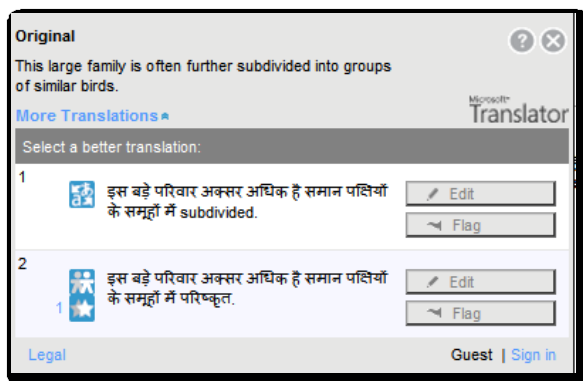 Original
This large family is often further subdivided into groups
of similar birds.
More Translations
Microsoft®
Translator
Select a better translation:
1
इस बड़े परिवार अक्सर अधिक है समान पक्षियों
के समूहों में subdivided.
Edit
Flag
2
इस बड़े परिवार अक्सर अधिक है समान पक्षियों
1 के समूहों में परिष्कृत.
Edit
Flag
Legal
Guest | Sign in